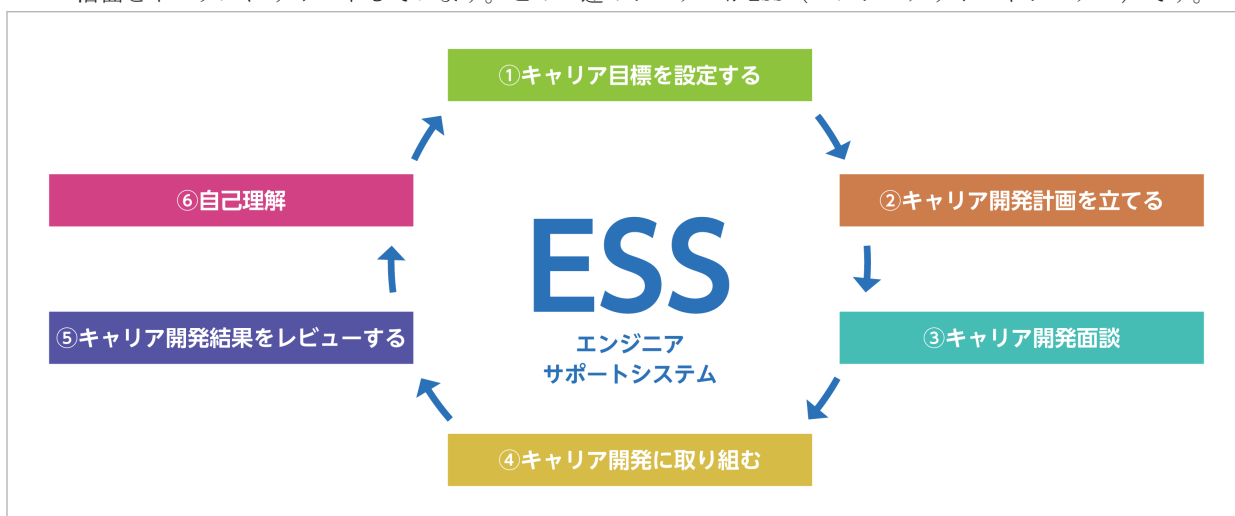 ①キャリア目標を設定する
②キャリア開発計画を立てる
③キャリア開発面談
④キャリア開発に取り組む
⑤キャリア開発結果をレビューする
⑥自己理解
ESS
エンジニア
サポートシステム